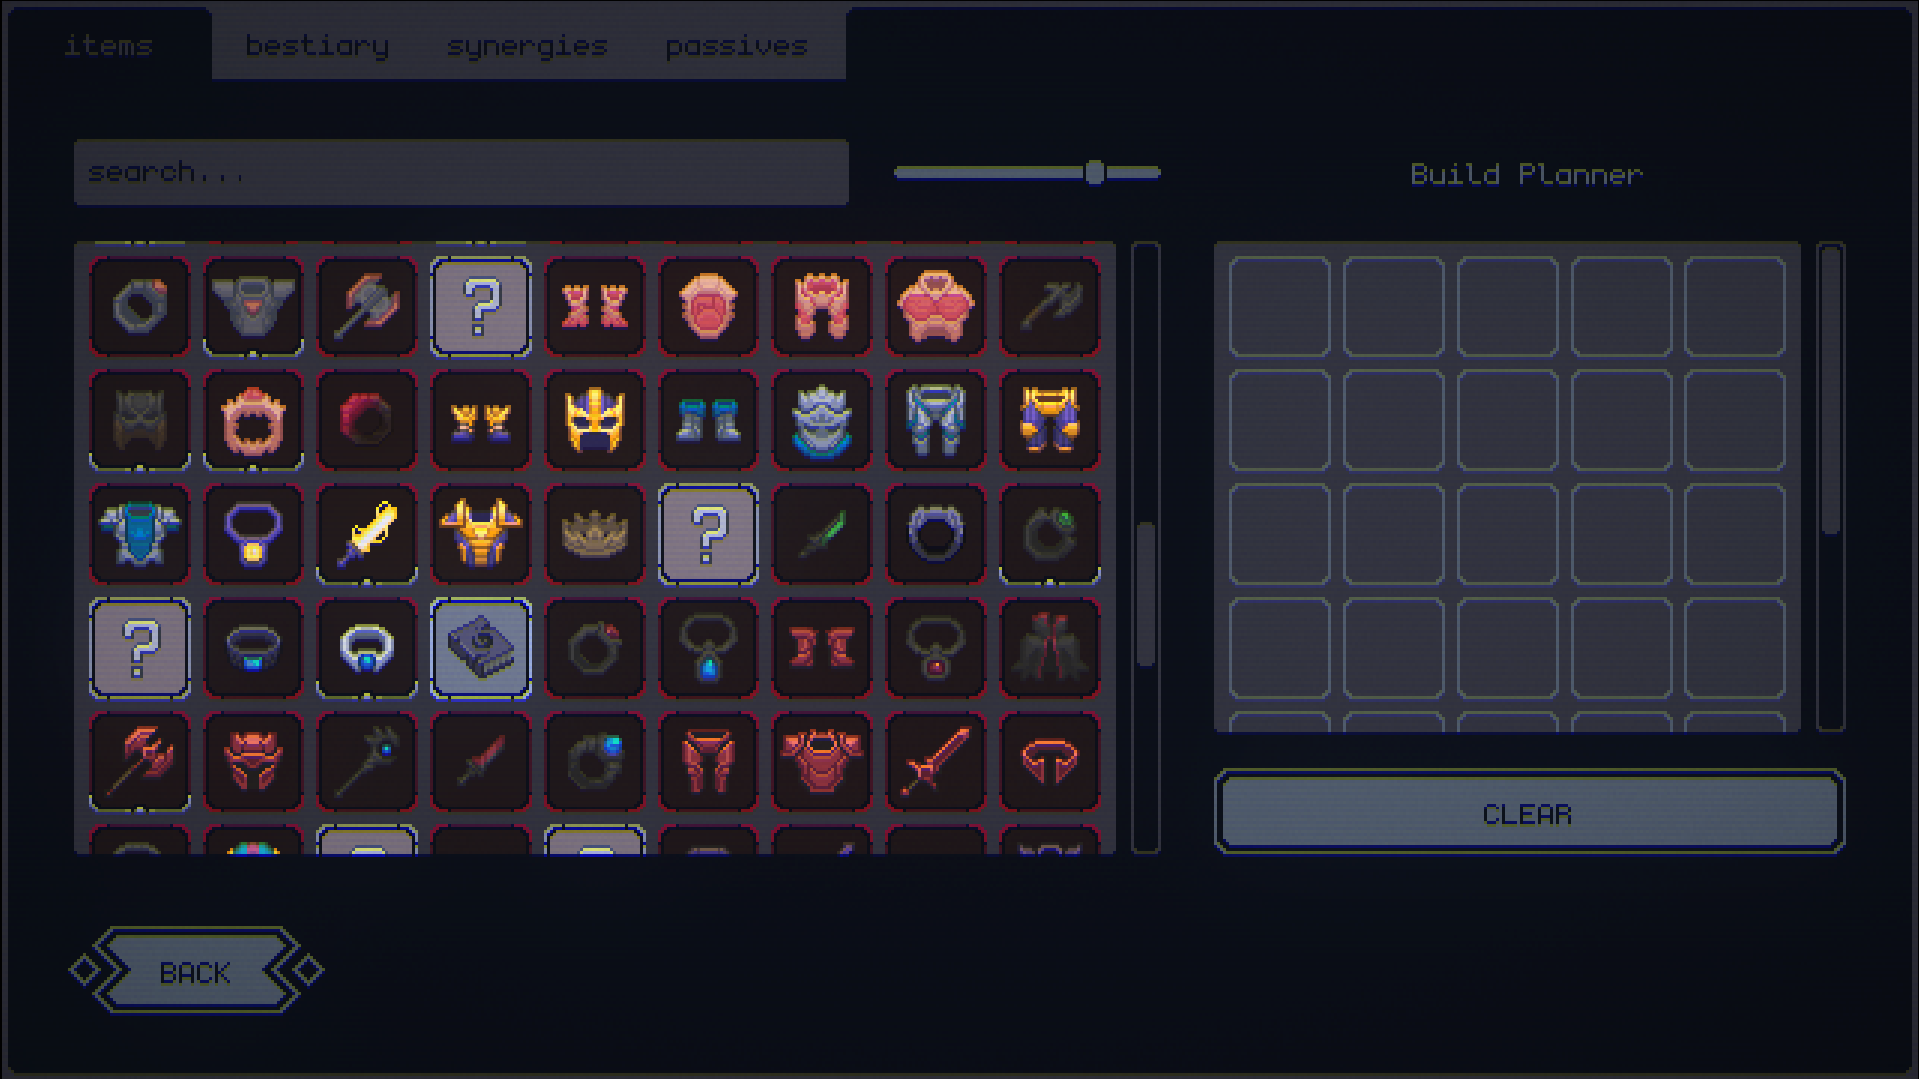 items bestiary synergies passives
search...
Build Planner
?
?
?
CLEAR
BACK